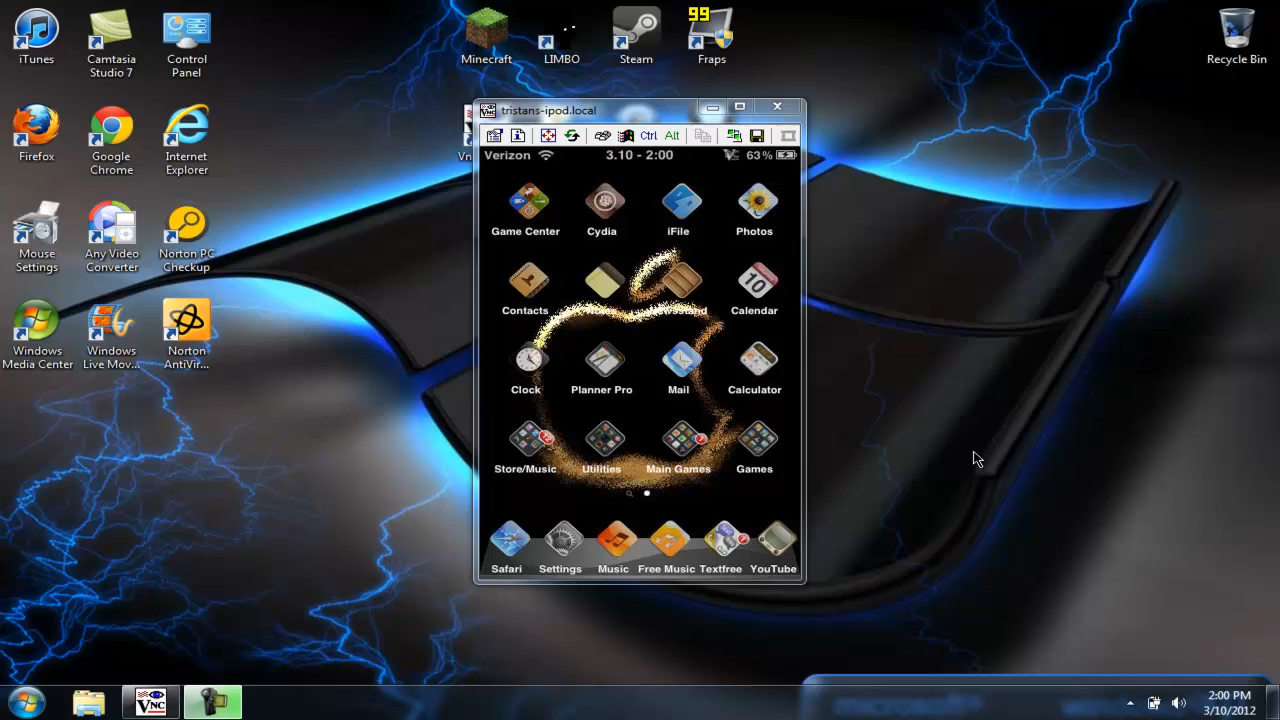 99
iTunes
Camtasia
Studio 7
Control
Panel
Minecraft
LIMBO
Steam
Fraps
Recycle Bin
Firefox
Google
Chrome
Internet
Explorer
Mouse
Settings
Any Video
Converter
Norton PC
Checkup
Windows
Media Center
Windows
Live Mov...
Norton
AntiVir...
tristans-ipod.local
Ctrl Alt
Verizon 3.10 - 2:00 63%
Game Center Cydia iFile Photos
10
Contacts Calendar
Clock Planner Pro Mail Calculator
Store/Music Utilities Main Games Games
Safari Settings Music Free Music Textfree YouTube
VNC
2:00 PM
3/10/2012